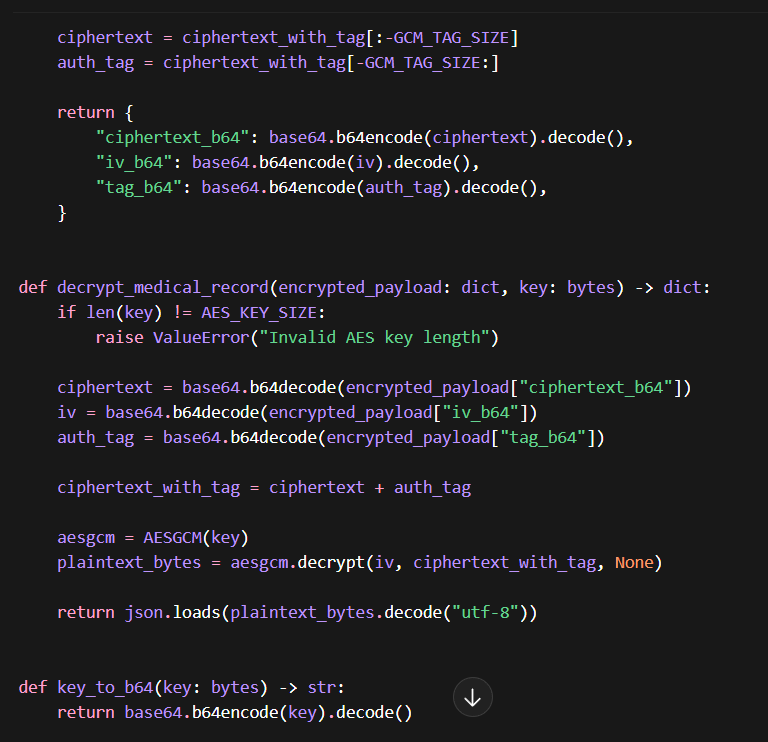 ciphertext = ciphertext_with_tag[:-GCM_TAG_SIZE]
    auth_tag = ciphertext_with_tag[-GCM_TAG_SIZE:]

    return {
        "ciphertext_b64": base64.b64encode(ciphertext).decode(),
        "iv_b64": base64.b64encode(iv).decode(),
        "tag_b64": base64.b64encode(auth_tag).decode(),
    }


def decrypt_medical_record(encrypted_payload: dict, key: bytes) -> dict:
    if len(key) != AES_KEY_SIZE:
        raise ValueError("Invalid AES key length")

    ciphertext = base64.b64decode(encrypted_payload["ciphertext_b64"])
    iv = base64.b64decode(encrypted_payload["iv_b64"])
    auth_tag = base64.b64decode(encrypted_payload["tag_b64"])

    ciphertext_with_tag = ciphertext + auth_tag

    aesgcm = AESGCM(key)
    plaintext_bytes = aesgcm.decrypt(iv, ciphertext_with_tag, None)

    return json.loads(plaintext_bytes.decode("utf-8"))


def key_to_b64(key: bytes) -> str:
    return base64.b64encode(key).decode()